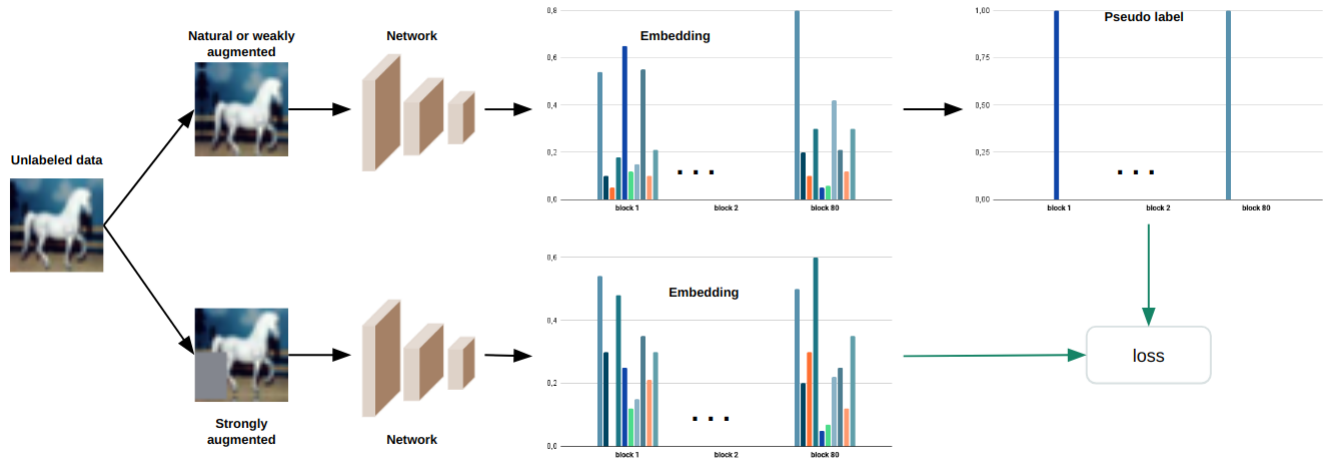 Natural or weakly
augmented
Network
Unlabeled data
Strongly
augmented
Network
0,8
0,6
0,4
0,2
0,0
Embedding
. . .
block 1
block 2
block 80
1,00
0,75
0,50
0,25
0,00
Pseudo label
. . .
block 1
block 2
block 80
0,6
0,4
0,2
0,0
Embedding
. . .
block 1
block 2
block 80
loss